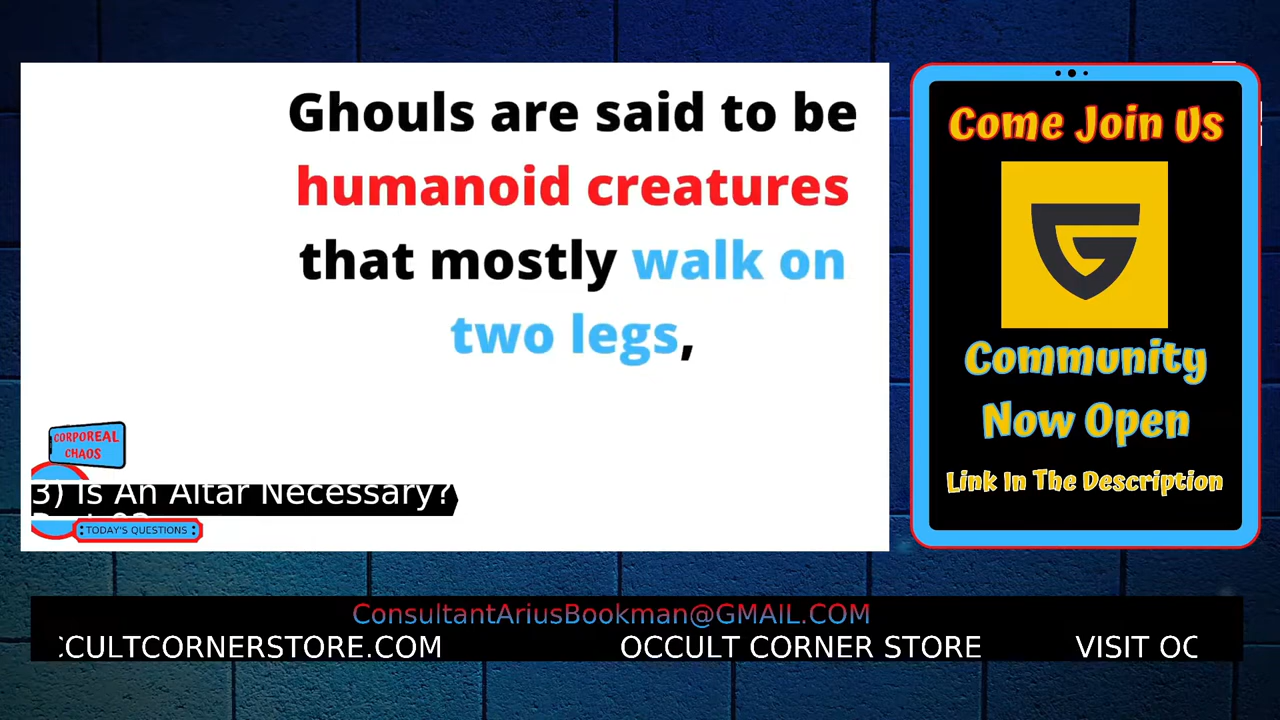 Ghouls are said to be
humanoid creatures
that mostly walk on
two legs,
CORPOREAL
CHAOS
3) Is An Altar Necessary?
TODAY'S QUESTIONS
Come Join Us
Community
Now Open
Link In The Description
ConsultantAriusBookman@GMAIL.COM
CCULTCORNERSTORE.COM OCCULT CORNER STORE VISIT OC